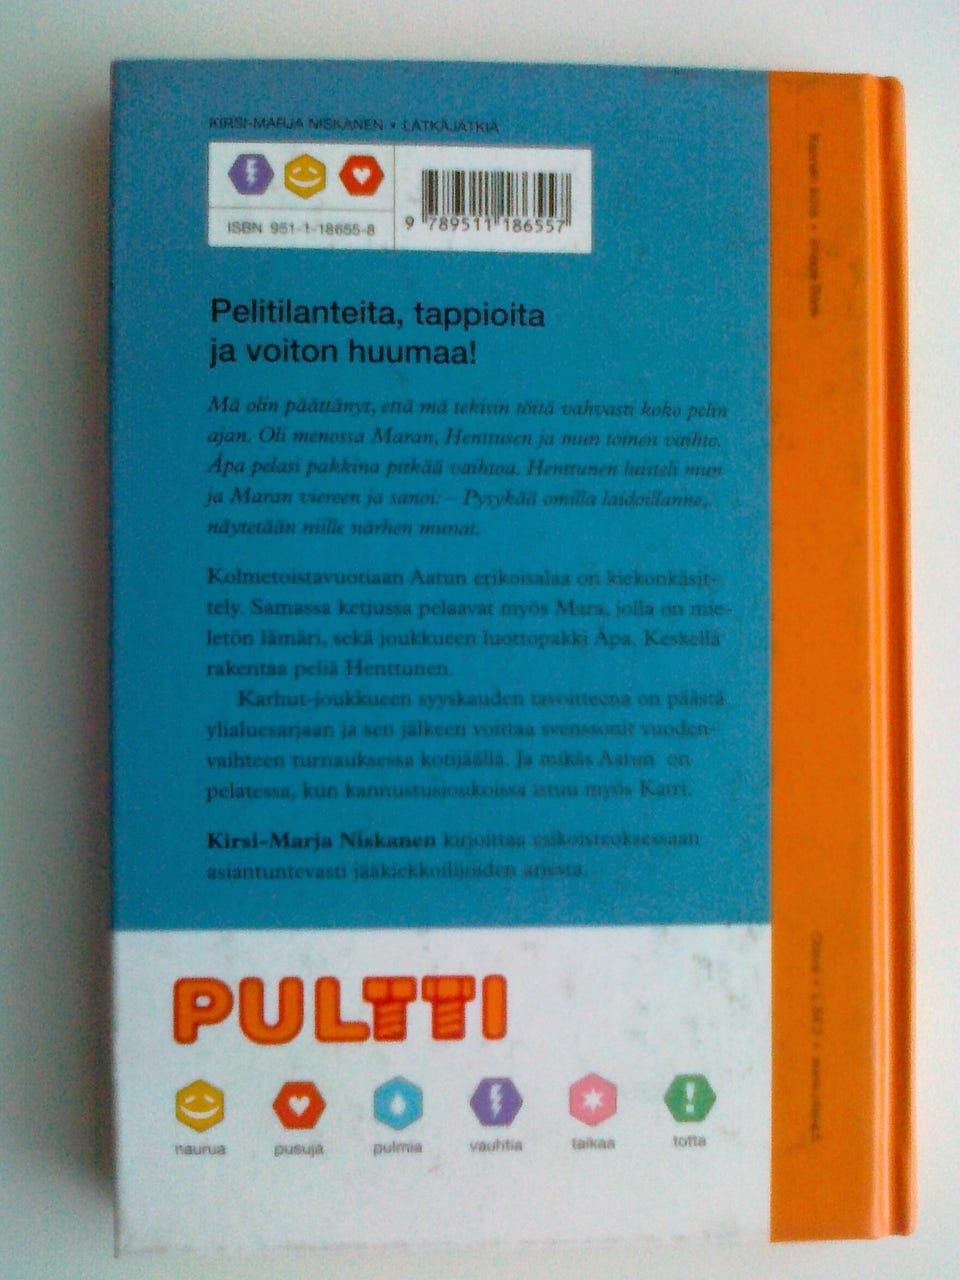 KIRSI-MARJA NISKANEN • LÄTKÄJÄTKIÄ
ISBN 951-1-18655-8
9 789511 186557
Pelitilanteita, tappioita
ja voiton huumaa!
Mä olin päättänyt, että mä tekisin töitä vahvasti koko pelin
ajan. Oli menossa Maran, Henttusen ja mun toinen vaihto.
Äpä pelasi pakkina pitkää vaihtoa. Henttunen luisteli mun
ja Maran viereen ja sanoi: – Pysykää omilla laidoillanne,
näytetään niille närhen munat.
Kolmetoistavuotiaan Aatun erikoisalaa on kiekonkäsit-
tely. Samassa ketjussa pelaavat myös Mara, jolla on mie-
letön lämäri, sekä joukkueen luottopakki Äpä. Keskellä
rakentaa peliä Henttunen.
Karhut-joukkueen syyskauden tavoitteena on päästä
ylialuesarjaan ja sen jälkeen voittaa svenssonit vuoden-
vaihteen turnauksessa kotijäällä. Ja mikäs Aatun on
pelatessa, kun kannustusjoukoissa istuu myös Katri.
Kirsi-Marja Niskanen kirjoittaa esikoisteoksessaan
asiantuntevasti jääkiekkoilijoiden arjesta.
PULTTI
naurua pusuja pulmia vauhtia taikaa totta